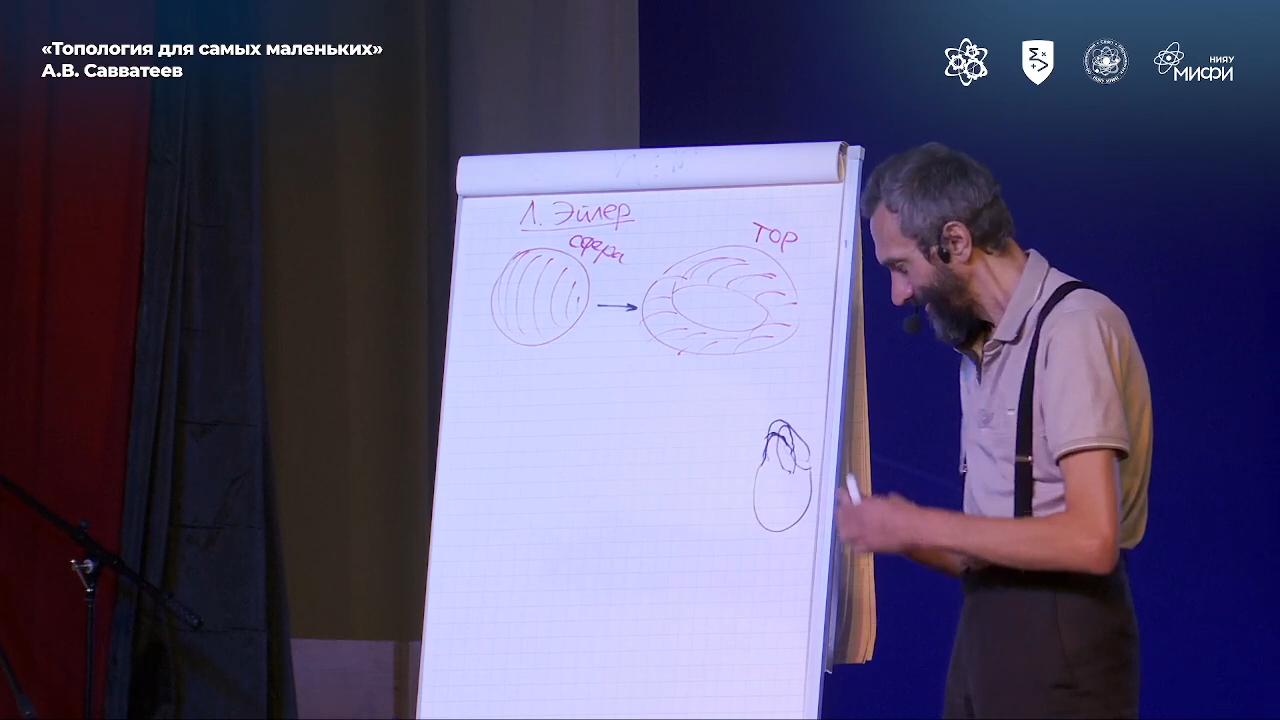 «Топология для самых маленьких»
А.В. Савватеев
НИЯУ
МИФИ
Л. Эйлер
сфера
тор